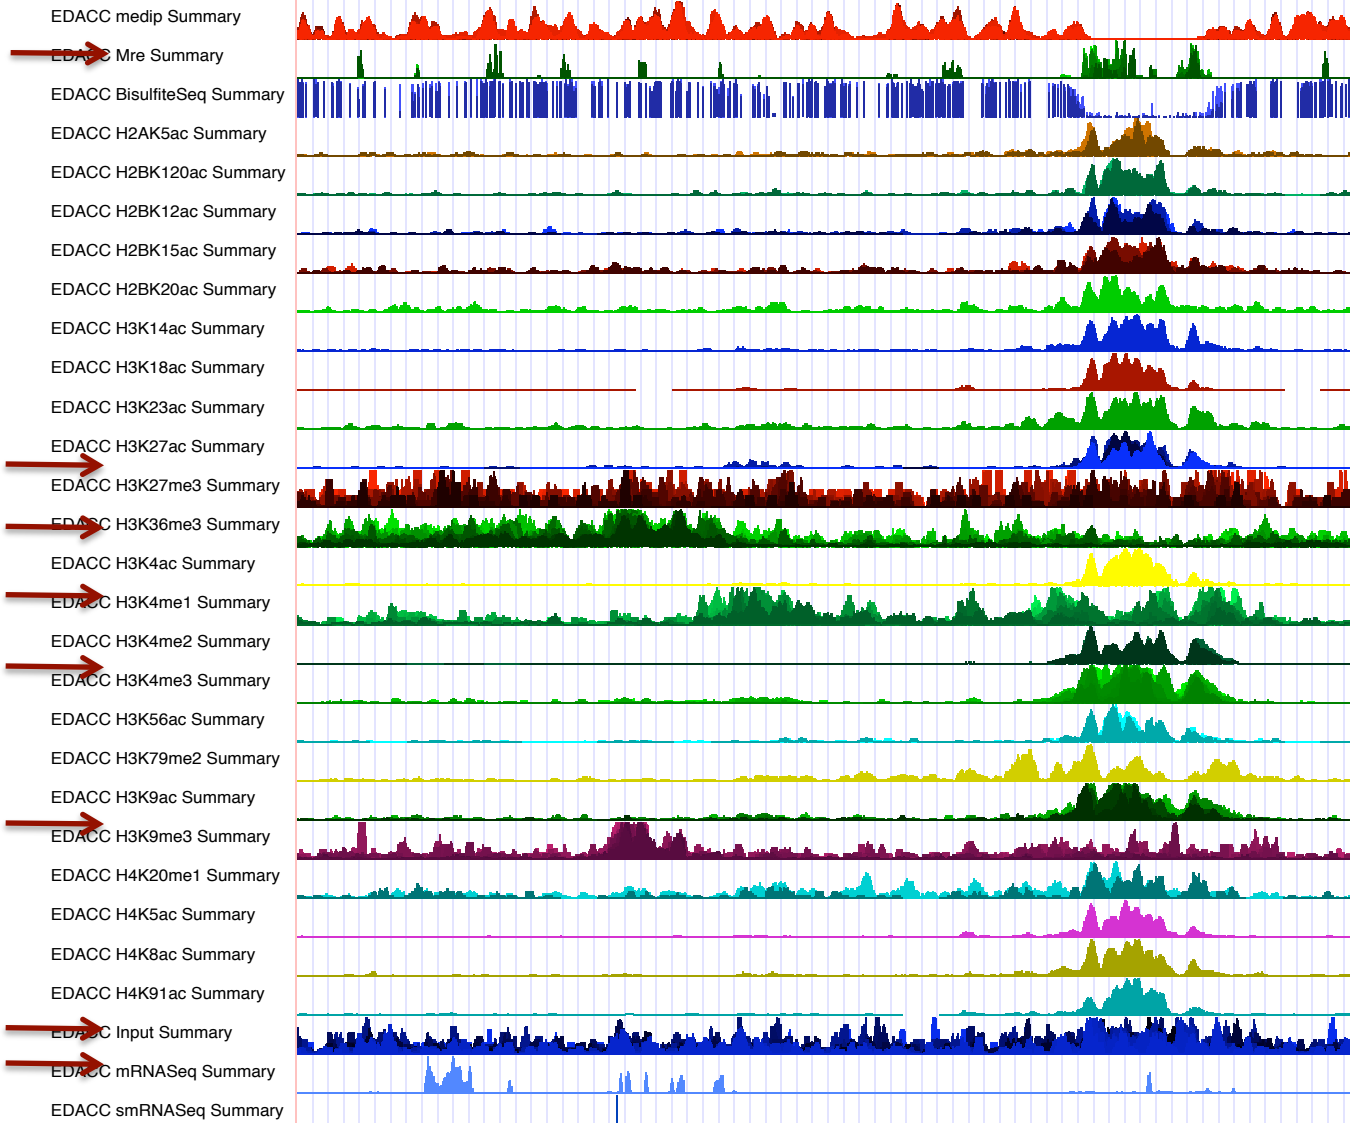 EDACC medip Summary
EDACC Mre Summary
EDACC BisulfiteSeq Summary
EDACC H2AK5ac Summary
EDACC H2BK120ac Summary
EDACC H2BK12ac Summary
EDACC H2BK15ac Summary
EDACC H2BK20ac Summary
EDACC H3K14ac Summary
EDACC H3K18ac Summary
EDACC H3K23ac Summary
EDACC H3K27ac Summary
EDACC H3K27me3 Summary
EDACC H3K36me3 Summary
EDACC H3K4ac Summary
EDACC H3K4me1 Summary
EDACC H3K4me2 Summary
EDACC H3K4me3 Summary
EDACC H3K56ac Summary
EDACC H3K79me2 Summary
EDACC H3K9ac Summary
EDACC H3K9me3 Summary
EDACC H4K20me1 Summary
EDACC H4K5ac Summary
EDACC H4K8ac Summary
EDACC H4K91ac Summary
EDACC Input Summary
EDACC mRNASeq Summary
EDACC smRNASeq Summary